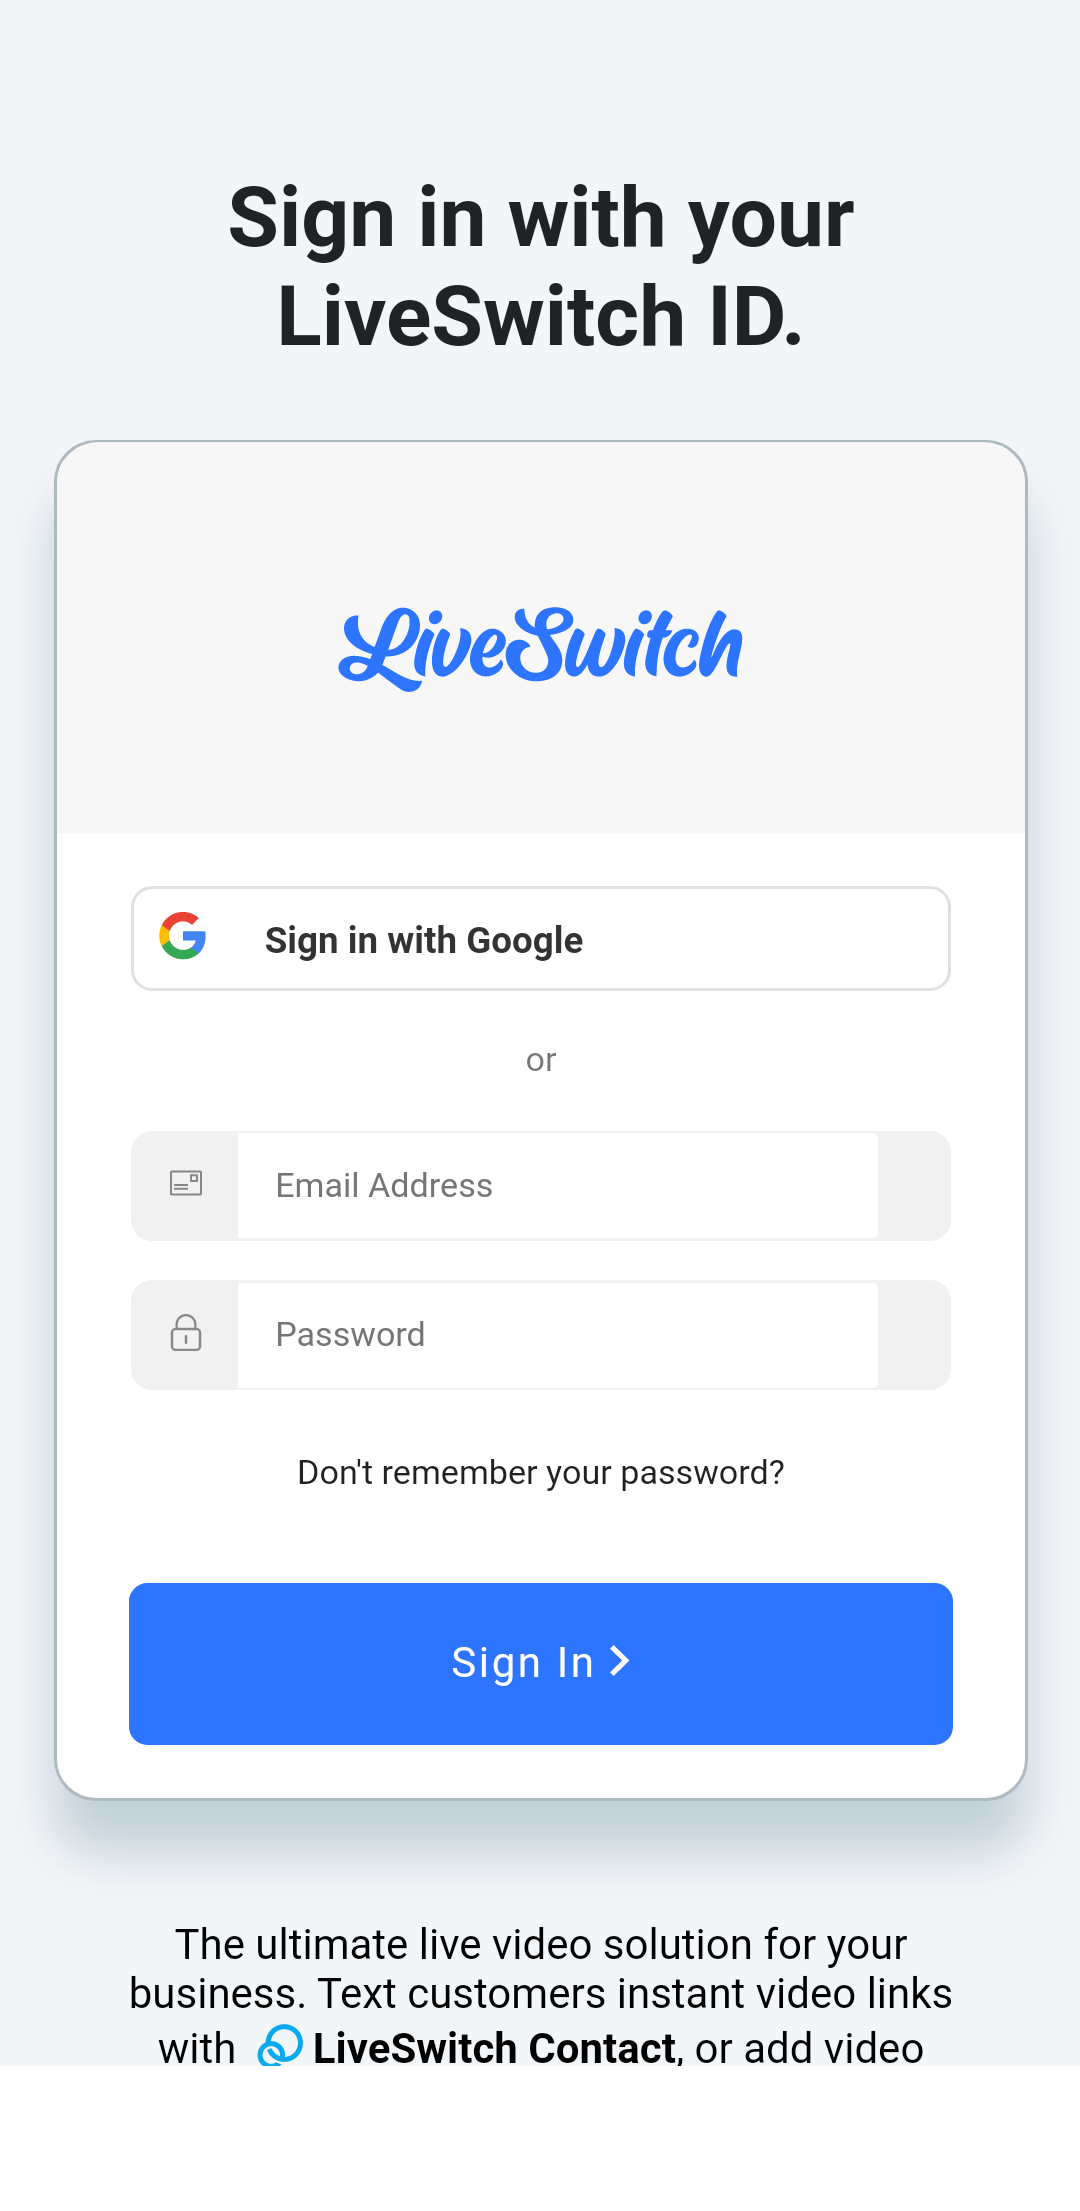 Sign in with your
LiveSwitch ID.
LiveSwitch
Sign in with Google
or
Email Address
Password
Don't remember your password?
Sign In
The ultimate live video solution for your
business. Text customers instant video links
with LiveSwitch Contact, or add video